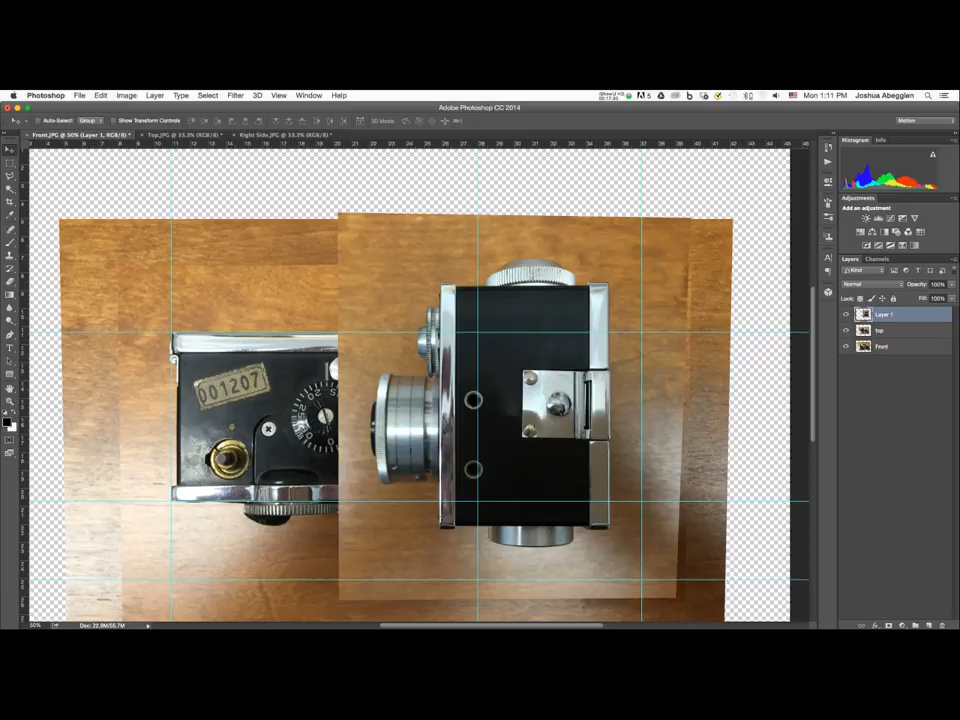 Photoshop File Edit Image Layer Type Select Filter 3D View Window Help
Mon 1:11 PM Joshua Abegglen
Adobe Photoshop CC 2014
Auto-Select: Group Show Transform Controls 3D Mode: Motion
Front.JPG @ 50% (Layer 1, RGB/8) * Top.JPG @ 33.3% (RGB/8) * Right Side.JPG @ 33.3% (RGB/8) *
Histogram
Adjustments
Add an adjustment
Layers Channels
Kind
Normal Opacity: 100%
Lock: Fill: 100%
Layer 1
top
Front
001207
50% Doc: 22.9M/55.7M